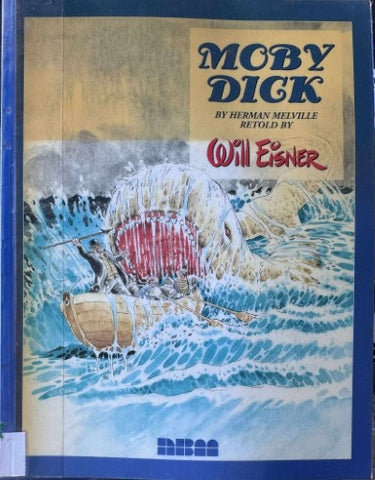 MOBY
DICK
BY HERMAN MELVILLE
RETOLD BY
Will Eisner
nbm